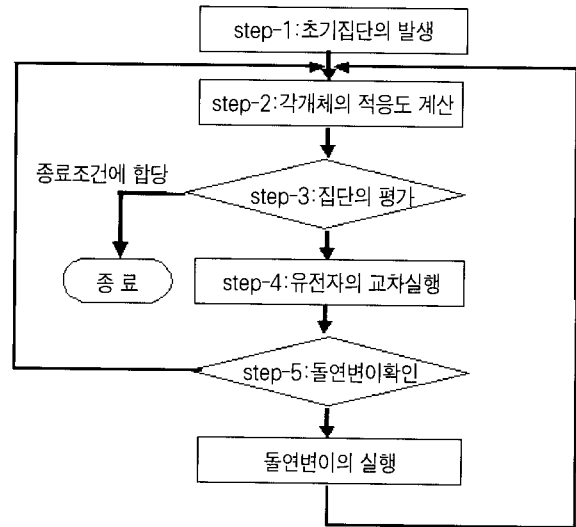 step-1:초기집단의 발생
step-2:각개체의 적응도 계산
종료조건에 합당
step-3:집단의 평가
종 료
step-4:유전자의 교차실행
step-5:돌연변이확인
돌연변이의 실행